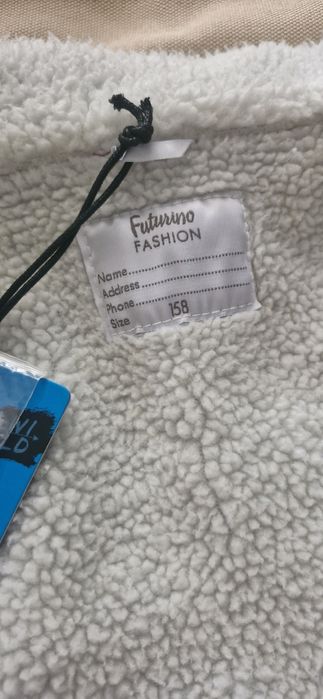 Futurino
FASHION
Name
Address
Phone
Size 158